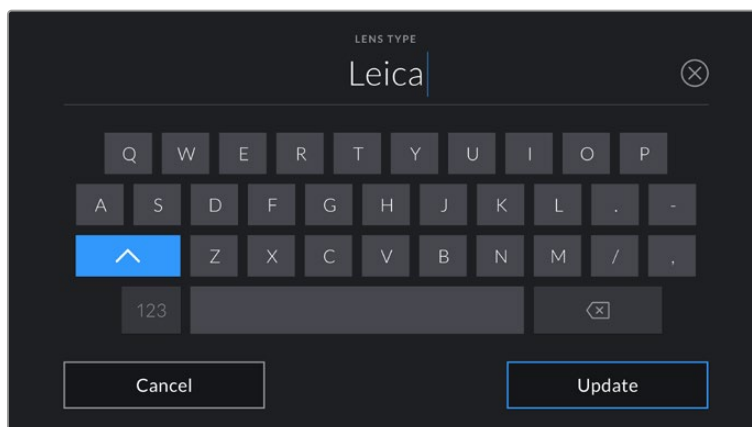 LENS TYPE
Leica
Q W E R T Y U I O P
A S D F G H J K L . -
Z X C V B N M / ,
123
Cancel Update